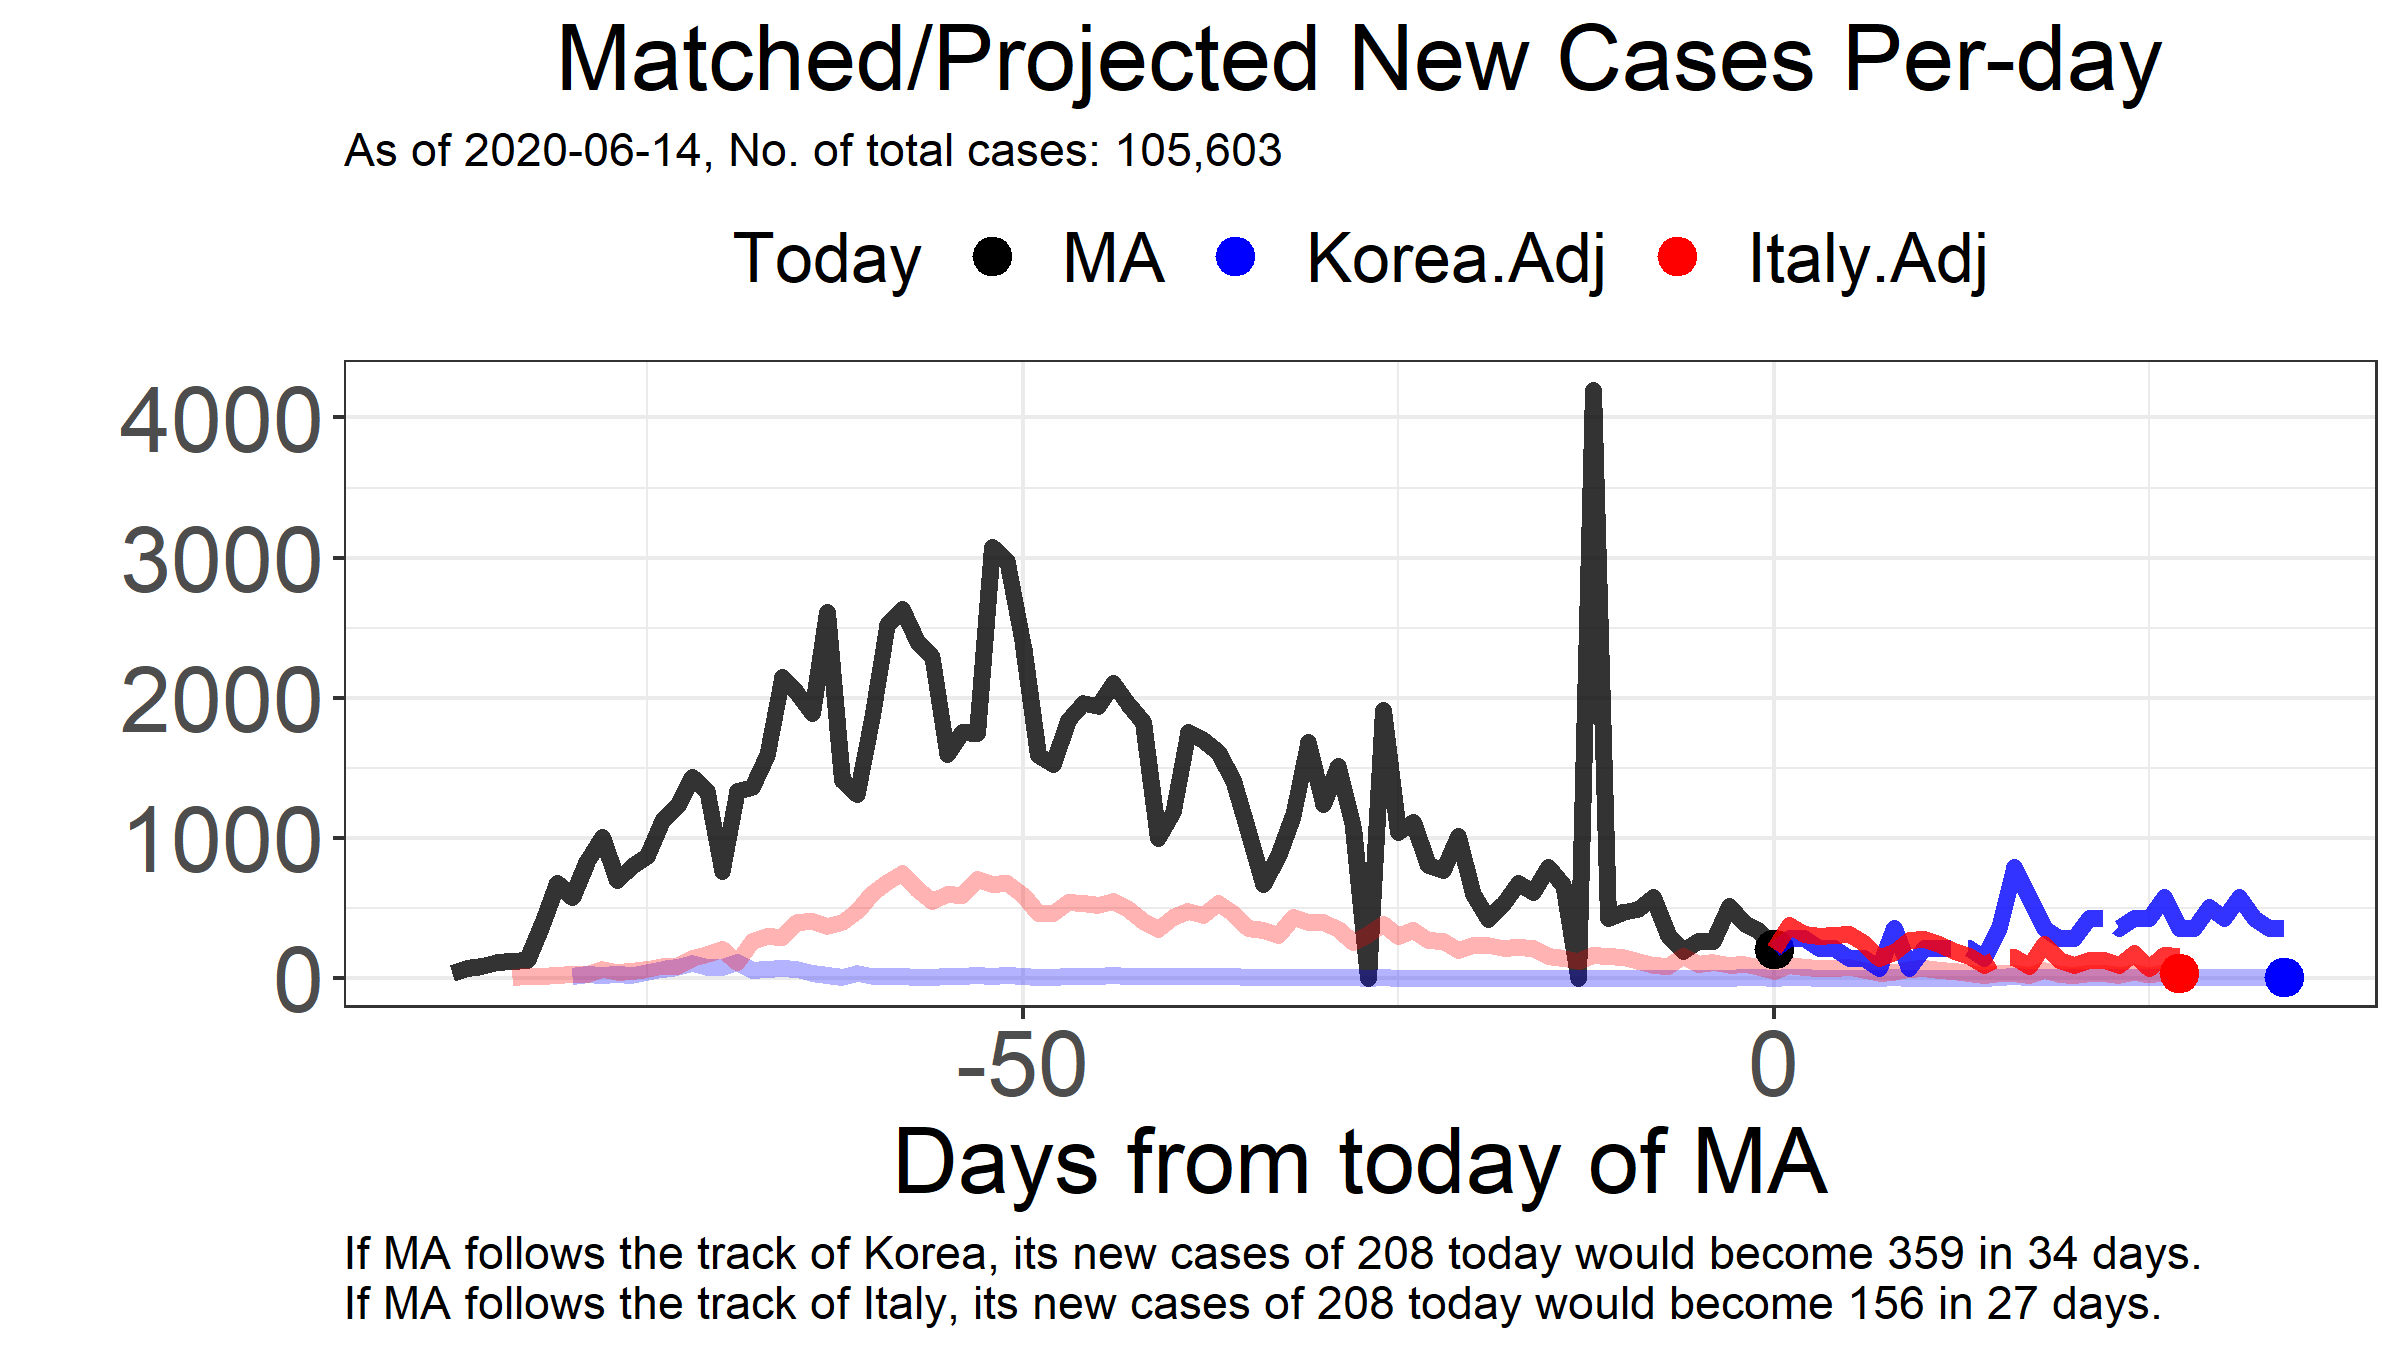 Matched/Projected New Cases Per-day
As of 2020-06-14, No. of total cases: 105,603
Today MA Korea.Adj Italy.Adj
4000
3000
2000
1000
0
-50 0
Days from today of MA
If MA follows the track of Korea, its new cases of 208 today would become 359 in 34 days.
If MA follows the track of Italy, its new cases of 208 today would become 156 in 27 days.